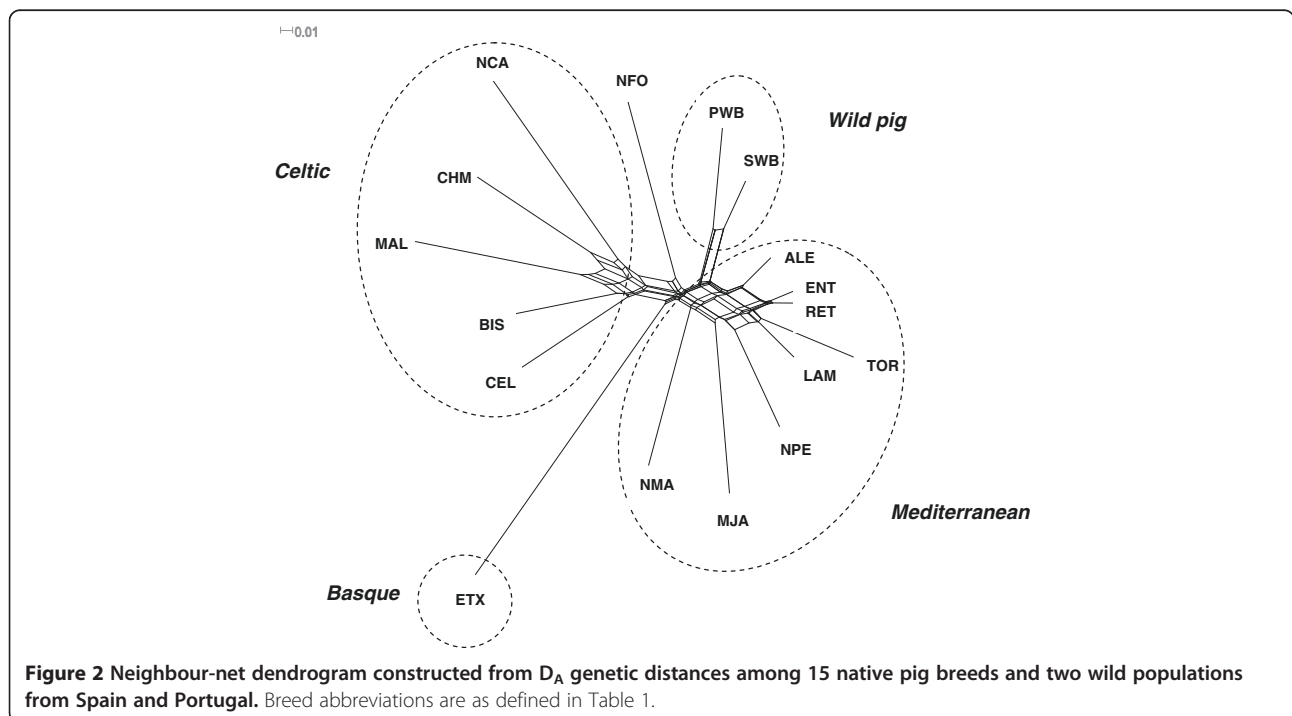 0.01
NCA
NFO
PWB
Wild pig
SWB
Celtic
CHM
MAL
ALE
ENT
RET
BIS
TOR
LAM
CEL
NPE
NMA
Mediterranean
MJA
Basque
ETX
Figure 2 Neighbour-net dendrogram constructed from DA genetic distances among 15 native pig breeds and two wild populations
from Spain and Portugal. Breed abbreviations are as defined in Table 1.